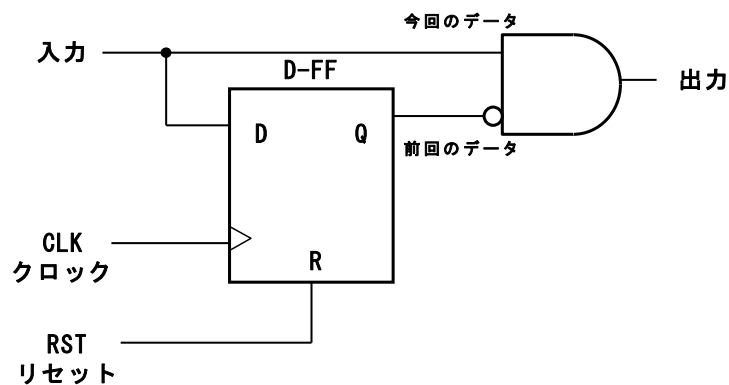 今回のデータ
入力
D-FF
出力
D
Q
前回のデータ
CLK
クロック
R
RST
リセット